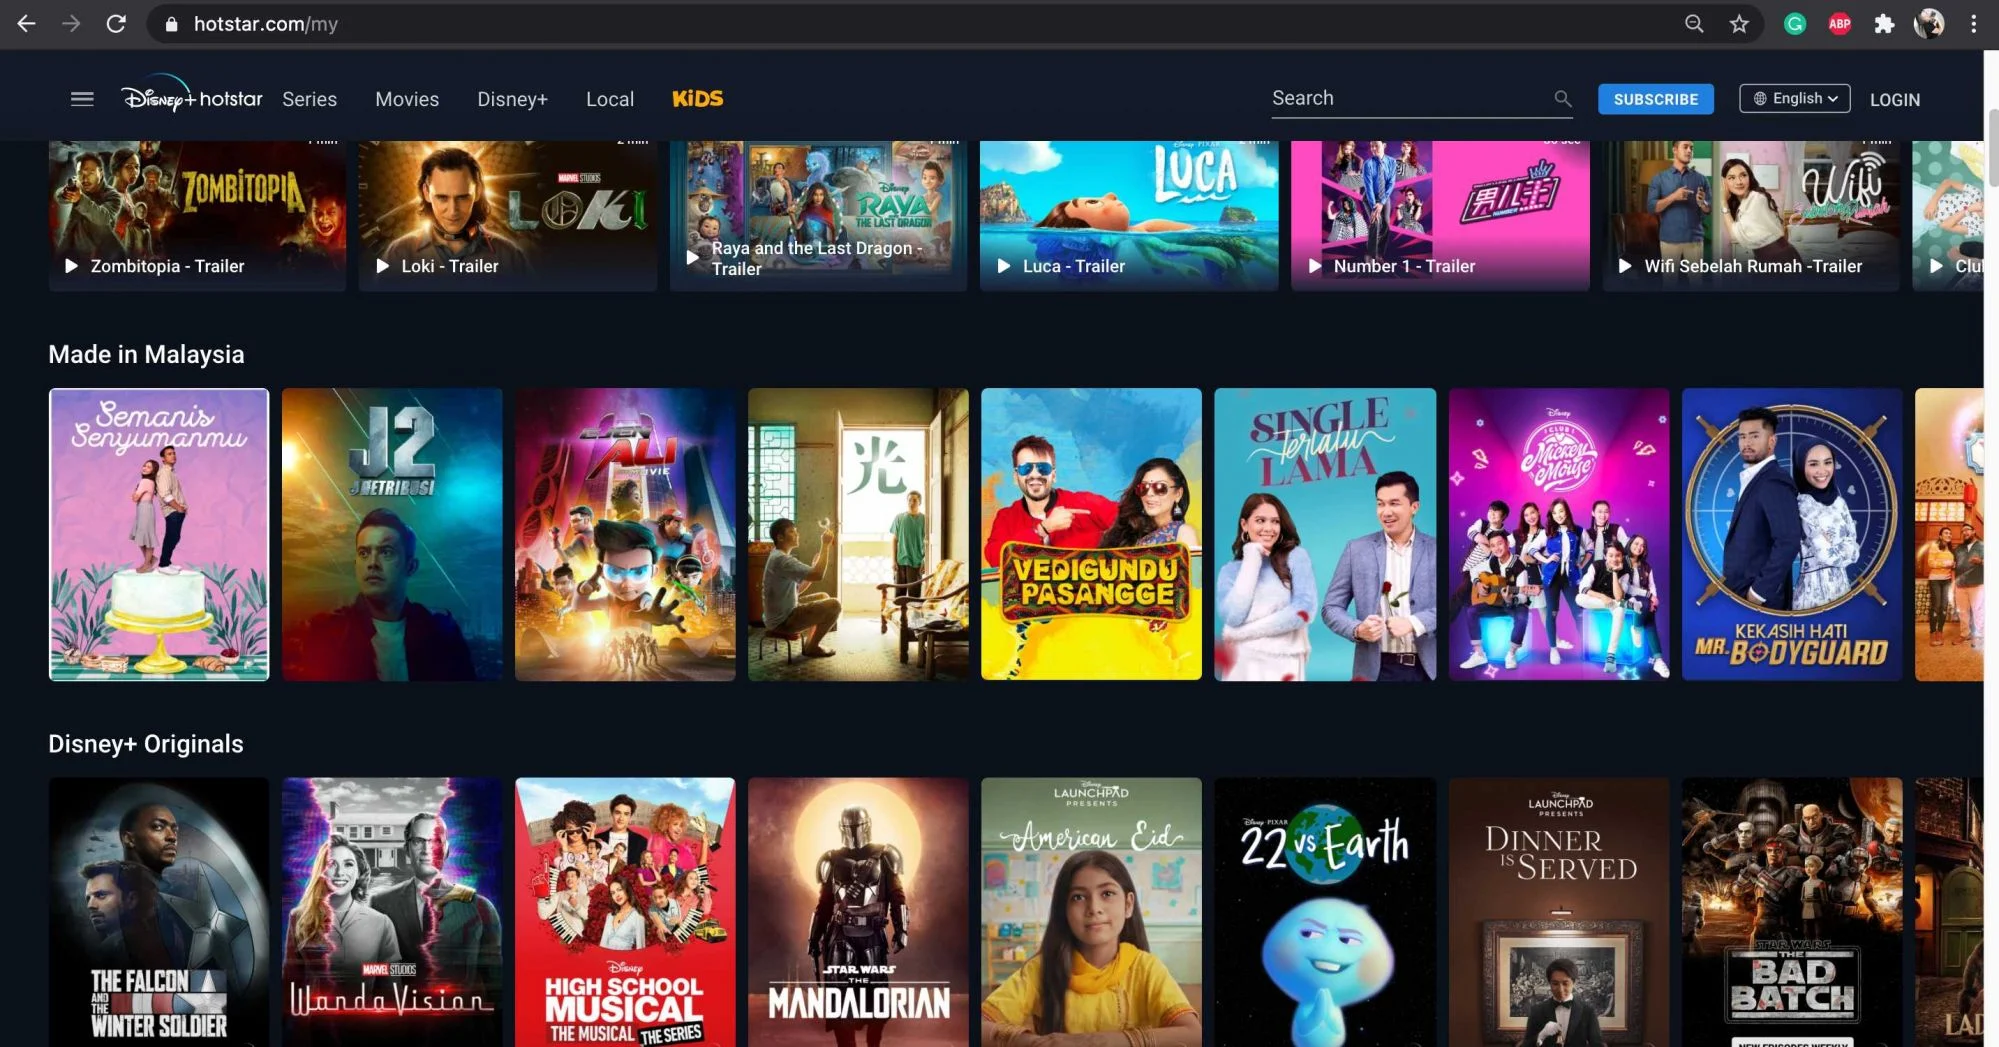 hotstar.com/my
ABP
Disney+ hotstar
Series
Movies
Disney+
Local
KiDS
Search
SUBSCRIBE
English
LOGIN
ZOMBITOPIA
Zombitopia - Trailer
MARVEL STUDIOS
LOKI
Loki - Trailer
Disney
RAYA
AND
THE LAST DRAGON
Raya and the Last Dragon -
Trailer
Disney · PIXAR
LUCA
Luca - Trailer
男儿王
NUMBER 1
Number 1 - Trailer
Wifi
Sebelah Rumah
Wifi Sebelah Rumah -Trailer
Made in Malaysia
Semanis
Senyumanmu
J2
J RETRIBUSI
EJEN
ALI
MOVIE
光
VEDIGUNDU
PASANGGE
SINGLE
Terlalu
LAMA
Disney
CLUB
Mickey
Mouse
KEKASIH HATI
MR. BODYGUARD
Disney+ Originals
THE FALCON
AND
THE
WINTER SOLDIER
MARVEL STUDIOS
WandaVision
Disney
HIGH SCHOOL
MUSICAL
THE MUSICAL THE SERIES
STAR WARS
THE
MANDALORIAN
Disney
LAUNCHPAD
PRESENTS
American Eid
Disney · PIXAR
22 vs Earth
Disney
LAUNCHPAD
PRESENTS
DINNER
IS SERVED
STAR WARS
THE
BAD
BATCH
NEW EPISODES WEEKLY